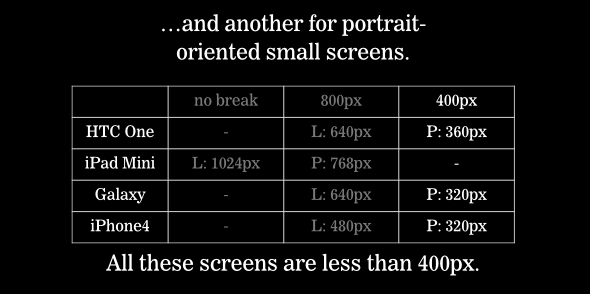 …and another for portrait-
oriented small screens.
no break 800px 400px
HTC One - L: 640px P: 360px
iPad Mini L: 1024px P: 768px -
Galaxy - L: 640px P: 320px
iPhone4 - L: 480px P: 320px
All these screens are less than 400px.